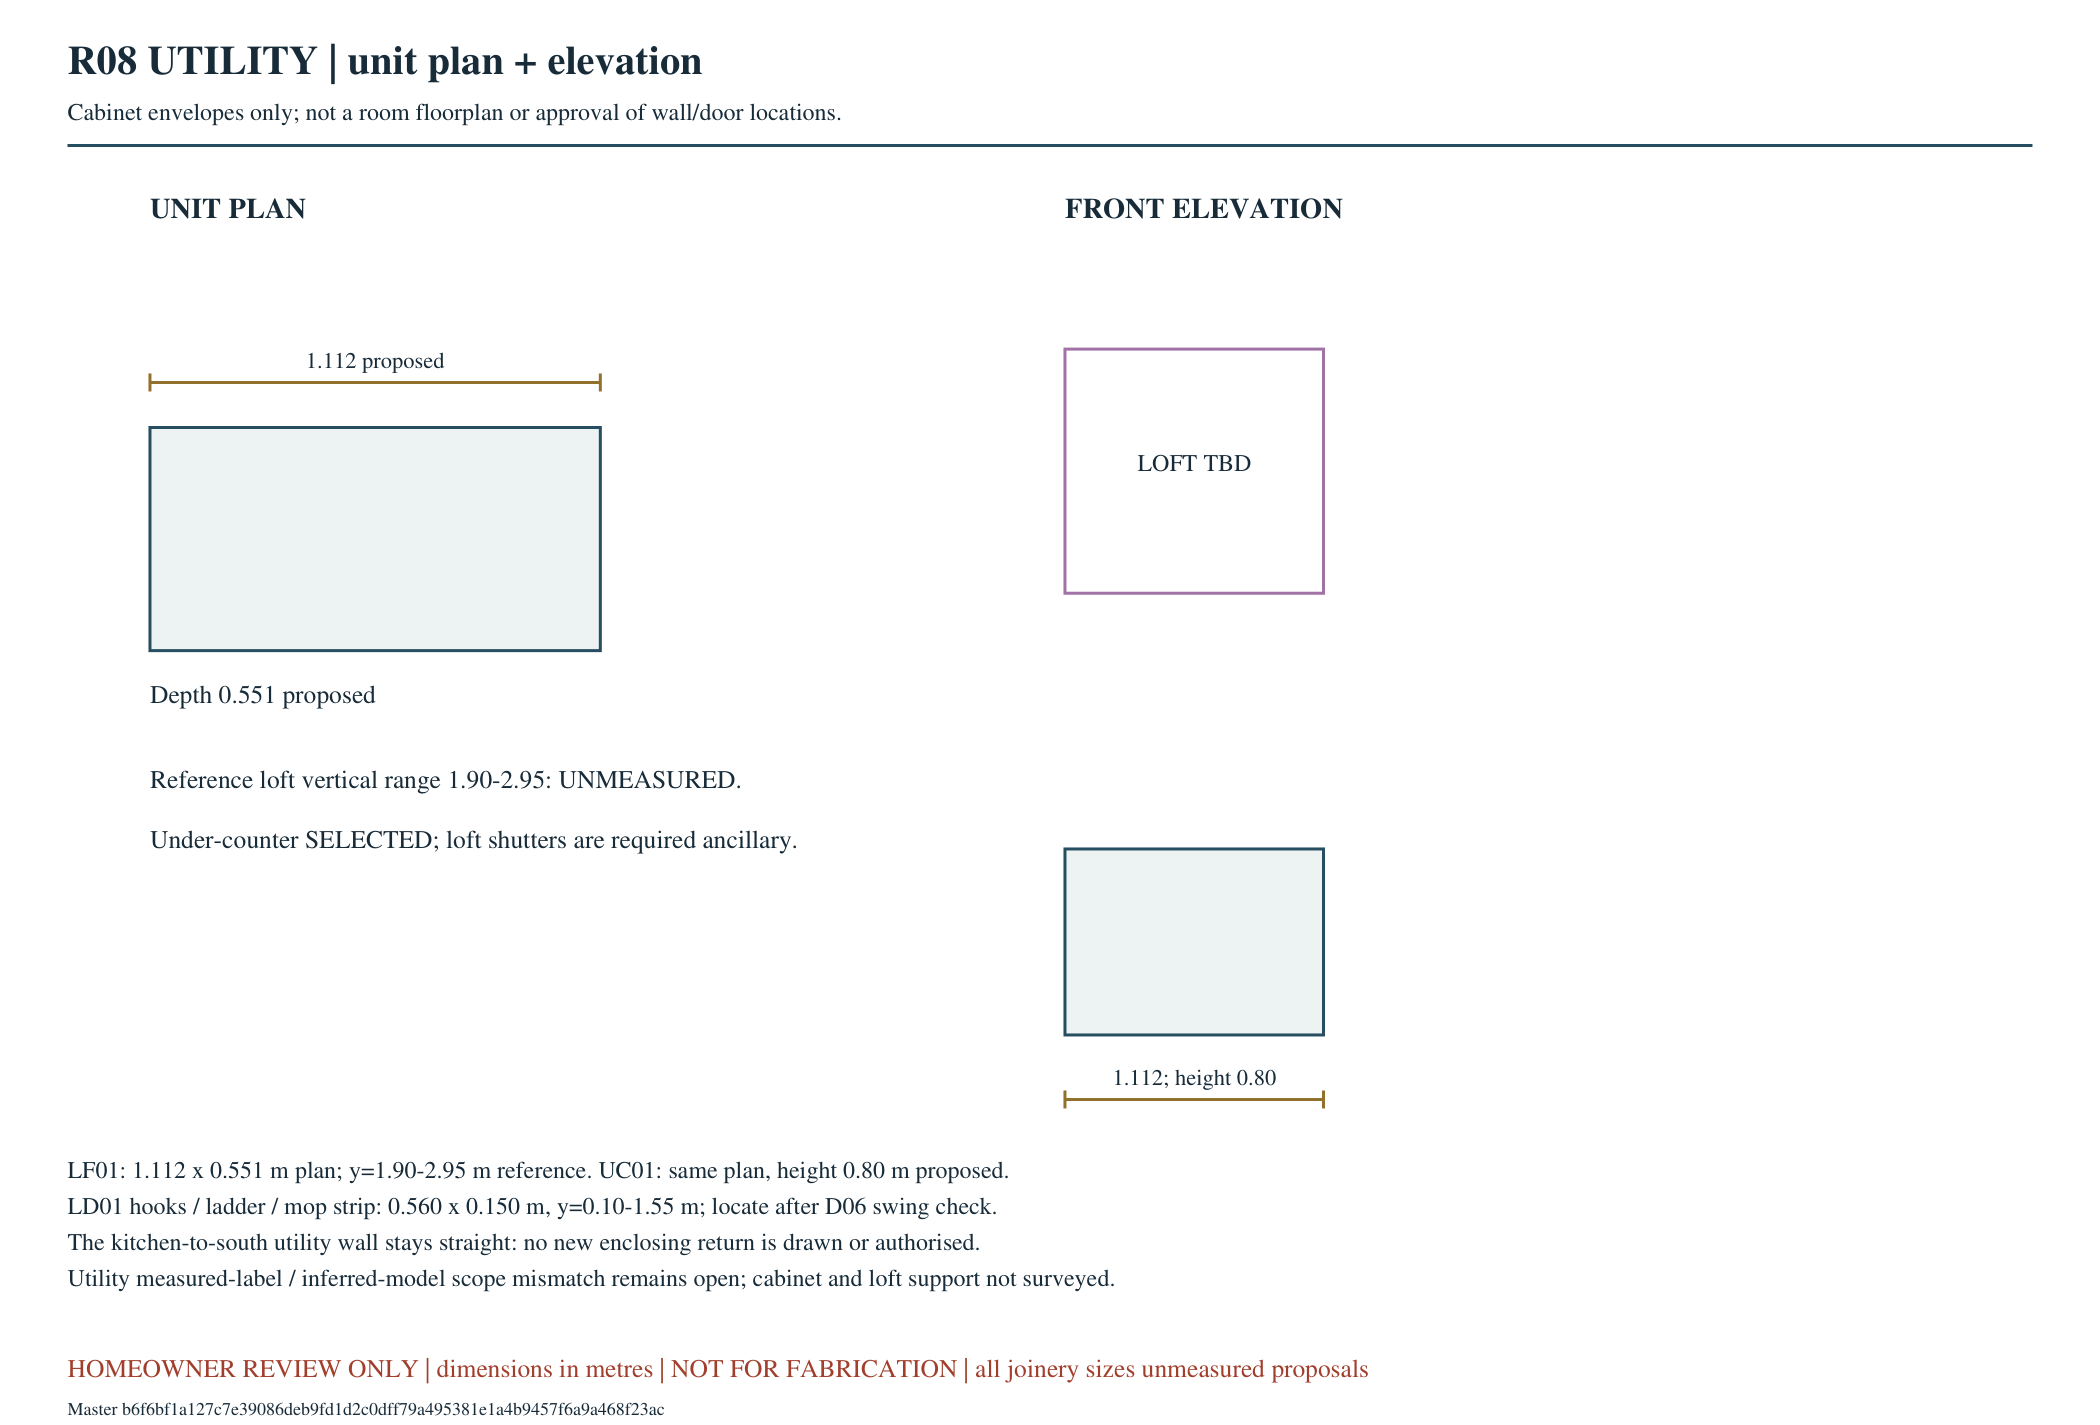 R08 UTILITY | unit plan + elevation
Cabinet envelopes only; not a room floorplan or approval of wall/door locations.
UNIT PLAN
FRONT ELEVATION
1.112 proposed
LOFT TBD
Depth 0.551 proposed
Reference loft vertical range 1.90-2.95: UNMEASURED.
Under-counter SELECTED; loft shutters are required ancillary.
1.112; height 0.80
LF01: 1.112 x 0.551 m plan; y=1.90-2.95 m reference. UC01: same plan, height 0.80 m proposed.
LD01 hooks / ladder / mop strip: 0.560 x 0.150 m, y=0.10-1.55 m; locate after D06 swing check.
The kitchen-to-south utility wall stays straight: no new enclosing return is drawn or authorised.
Utility measured-label / inferred-model scope mismatch remains open; cabinet and loft support not surveyed.
HOMEOWNER REVIEW ONLY | dimensions in metres | NOT FOR FABRICATION | all joinery sizes unmeasured proposals
Master b6f6bf1a127c7e39086deb9fd1d2c0dff79a495381e1a4b9457f6a9a468f23ac